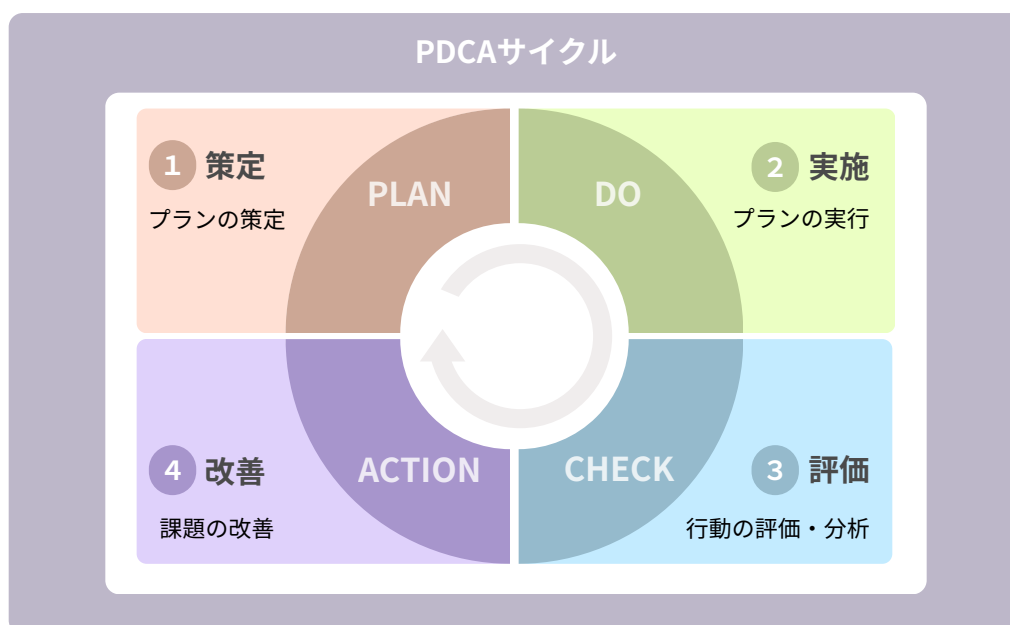 PDCAサイクル
1 策定
プランの策定
PLAN
DO
2 実施
プランの実行
4 改善
課題の改善
ACTION
CHECK
3 評価
行動の評価・分析